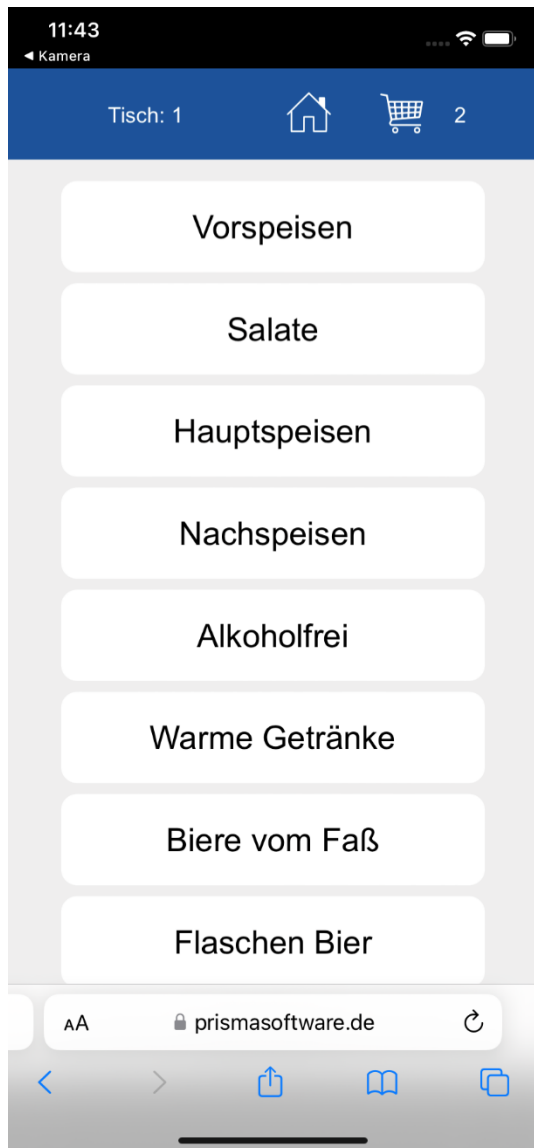 11:43
◀ Kamera
Tisch: 1
2
Vorspeisen
Salate
Hauptspeisen
Nachspeisen
Alkoholfrei
Warme Getränke
Biere vom Faß
Flaschen Bier
AA
prismasoftware.de